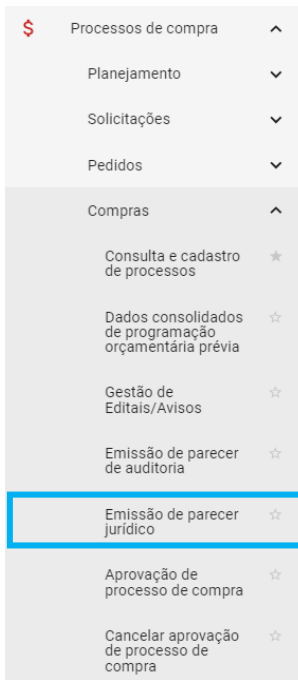 $ Processos de compra
Planejamento
Solicitações
Pedidos
Compras
Consulta e cadastro
de processos
Dados consolidados
de programação
orçamentária prévia
Gestão de
Editais/Avisos
Emissão de parecer
de auditoria
Emissão de parecer
jurídico
Aprovação de
processo de compra
Cancelar aprovação
de processo de
compra